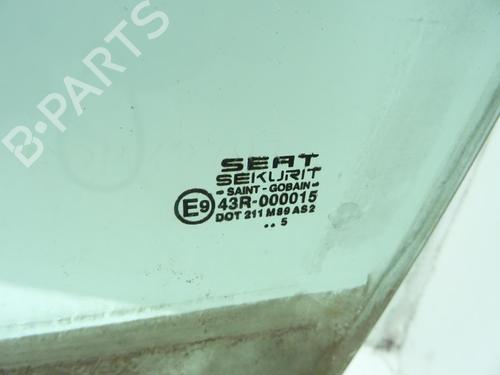 B-PARTS
SEAT
SEKURIT
- SAINT - GOBAIN -
E9 43R-000015
DOT 211 M89 AS2
.. 5